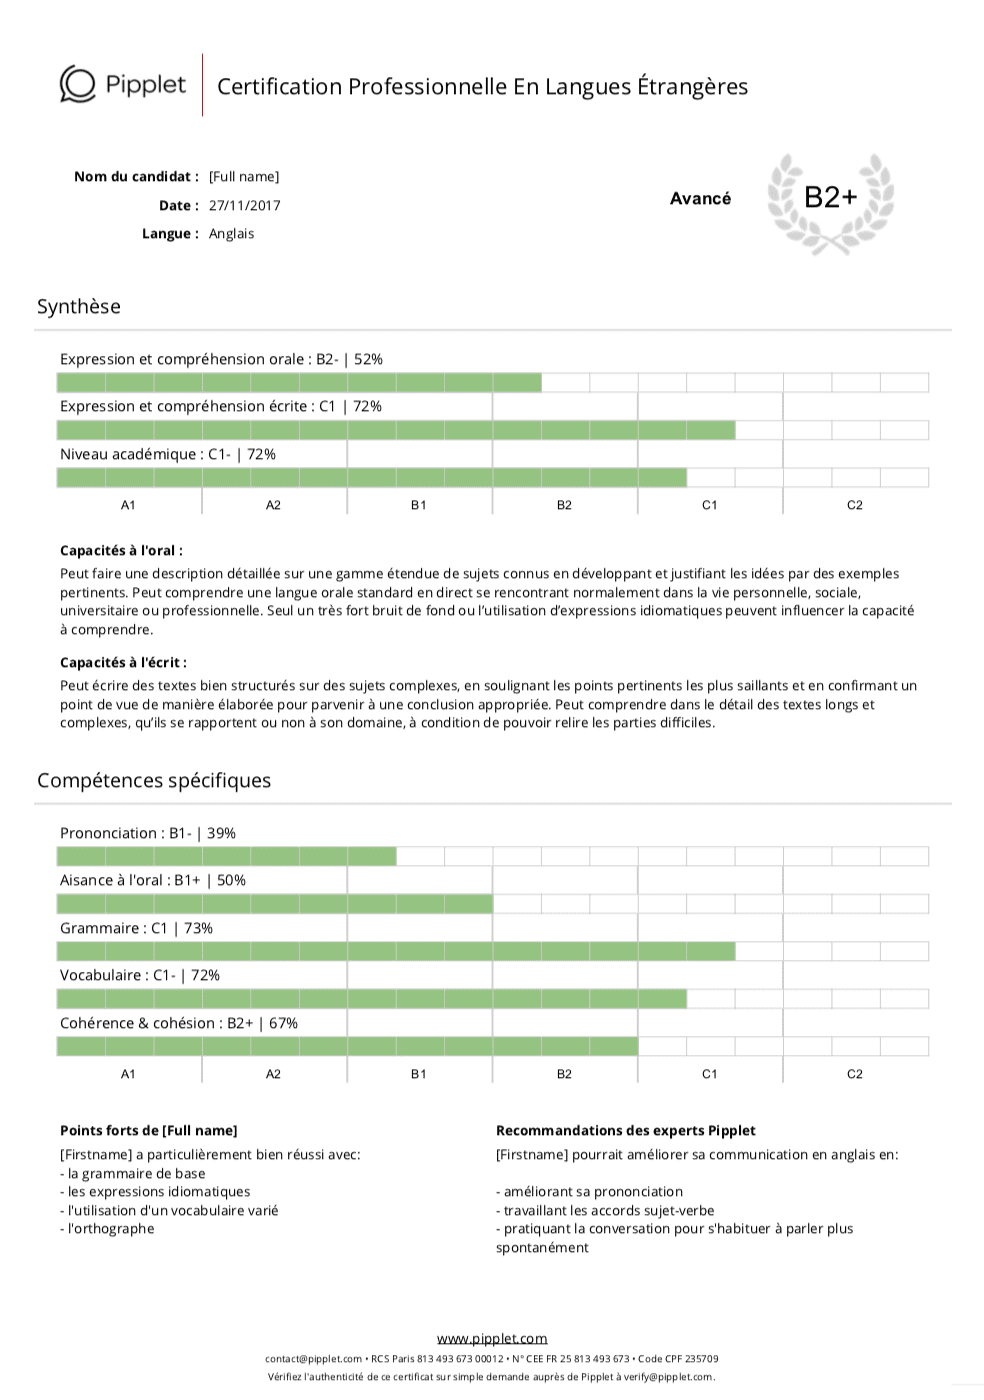 Pipplet
Certification Professionnelle En Langues Étrangères
Nom du candidat : [Full name]
Date : 27/11/2017
Langue : Anglais
Avancé
B2+
Synthèse
Expression et compréhension orale : B2- | 52%
Expression et compréhension écrite : C1 | 72%
Niveau académique : C1- | 72%
A1 A2 B1 B2 C1 C2
Capacités à l'oral :
Peut faire une description détaillée sur une gamme étendue de sujets connus en développant et justifiant les idées par des exemples
pertinents. Peut comprendre une langue orale standard en direct se rencontrant normalement dans la vie personnelle, sociale,
universitaire ou professionnelle. Seul un très fort bruit de fond ou l’utilisation d’expressions idiomatiques peuvent influencer la capacité
à comprendre.
Capacités à l'écrit :
Peut écrire des textes bien structurés sur des sujets complexes, en soulignant les points pertinents les plus saillants et en confirmant un
point de vue de manière élaborée pour parvenir à une conclusion appropriée. Peut comprendre dans le détail des textes longs et
complexes, qu’ils se rapportent ou non à son domaine, à condition de pouvoir relire les parties difficiles.
Compétences spécifiques
Prononciation : B1- | 39%
Aisance à l'oral : B1+ | 50%
Grammaire : C1 | 73%
Vocabulaire : C1- | 72%
Cohérence & cohésion : B2+ | 67%
A1 A2 B1 B2 C1 C2
Points forts de [Full name]
[Firstname] a particulièrement bien réussi avec:
- la grammaire de base
- les expressions idiomatiques
- l'utilisation d'un vocabulaire varié
- l'orthographe
Recommandations des experts Pipplet
[Firstname] pourrait améliorer sa communication en anglais en:
- améliorant sa prononciation
- travaillant les accords sujet-verbe
- pratiquant la conversation pour s'habituer à parler plus
spontanément
www.pipplet.com
contact@pipplet.com • RCS Paris 813 493 673 00012 • N° CEE FR 25 813 493 673 • Code CPF 235709
Vérifiez l'authenticité de ce certificat sur simple demande auprès de Pipplet à verify@pipplet.com.